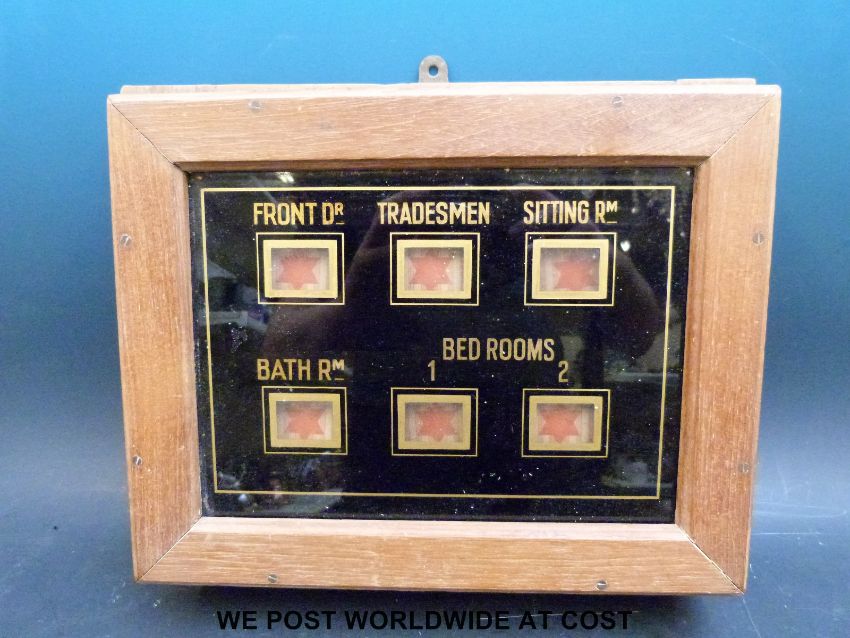 FRONT DR TRADESMEN SITTING RM
BED ROOMS
BATH RM 1 2
WE POST WORLDWIDE AT COST